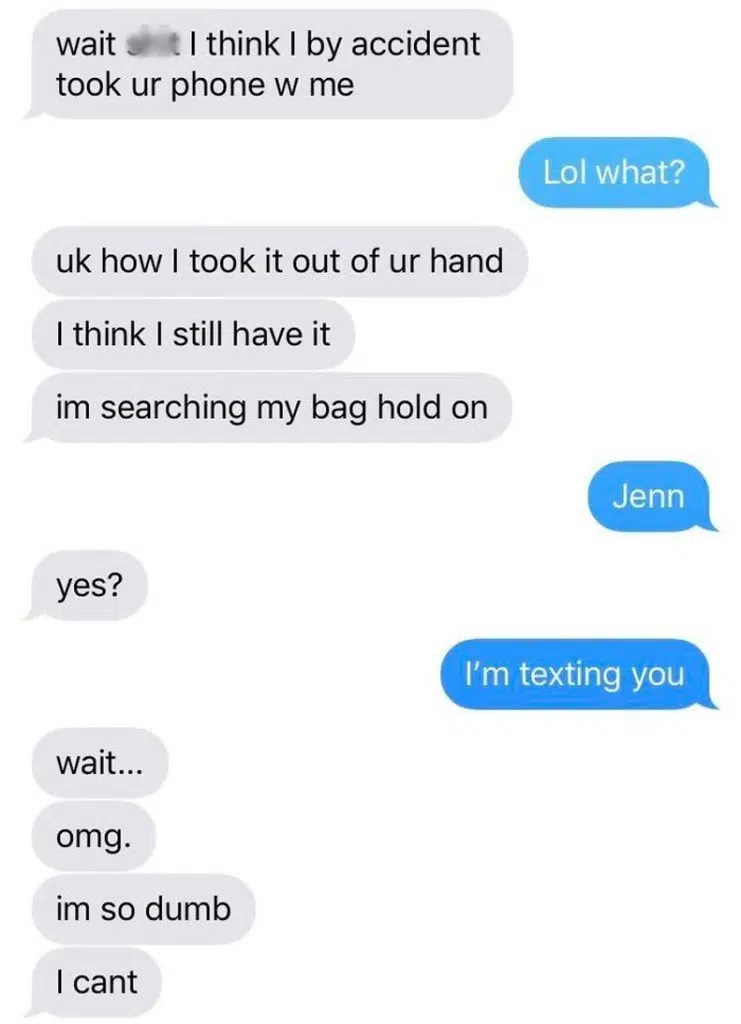 wait I think I by accident
took ur phone w me
Lol what?
uk how I took it out of ur hand
I think I still have it
im searching my bag hold on
Jenn
yes?
I'm texting you
wait...
omg.
im so dumb
I cant